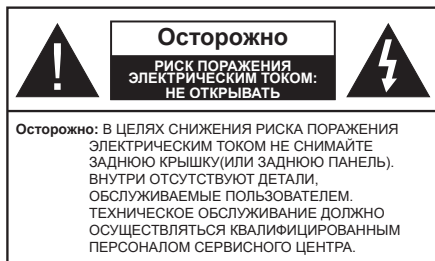 Осторожно
РИСК ПОРАЖЕНИЯ
ЭЛЕКТРИЧЕСКИМ ТОКОМ:
НЕ ОТКРЫВАТЬ
Осторожно: В ЦЕЛЯХ СНИЖЕНИЯ РИСКА ПОРАЖЕНИЯ
ЭЛЕКТРИЧЕСКИМ ТОКОМ НЕ СНИМАЙТЕ
ЗАДНЮЮ КРЫШКУ(ИЛИ ЗАДНЮЮ ПАНЕЛЬ).
ВНУТРИ ОТСУТСТВУЮТ ДЕТАЛИ,
ОБСЛУЖИВАЕМЫЕ ПОЛЬЗОВАТЕЛЕМ.
ТЕХНИЧЕСКОЕ ОБСЛУЖИВАНИЕ ДОЛЖНО
ОСУЩЕСТВЛЯТЬСЯ КВАЛИФИЦИРОВАННЫМ
ПЕРСОНАЛОМ СЕРВИСНОГО ЦЕНТРА.